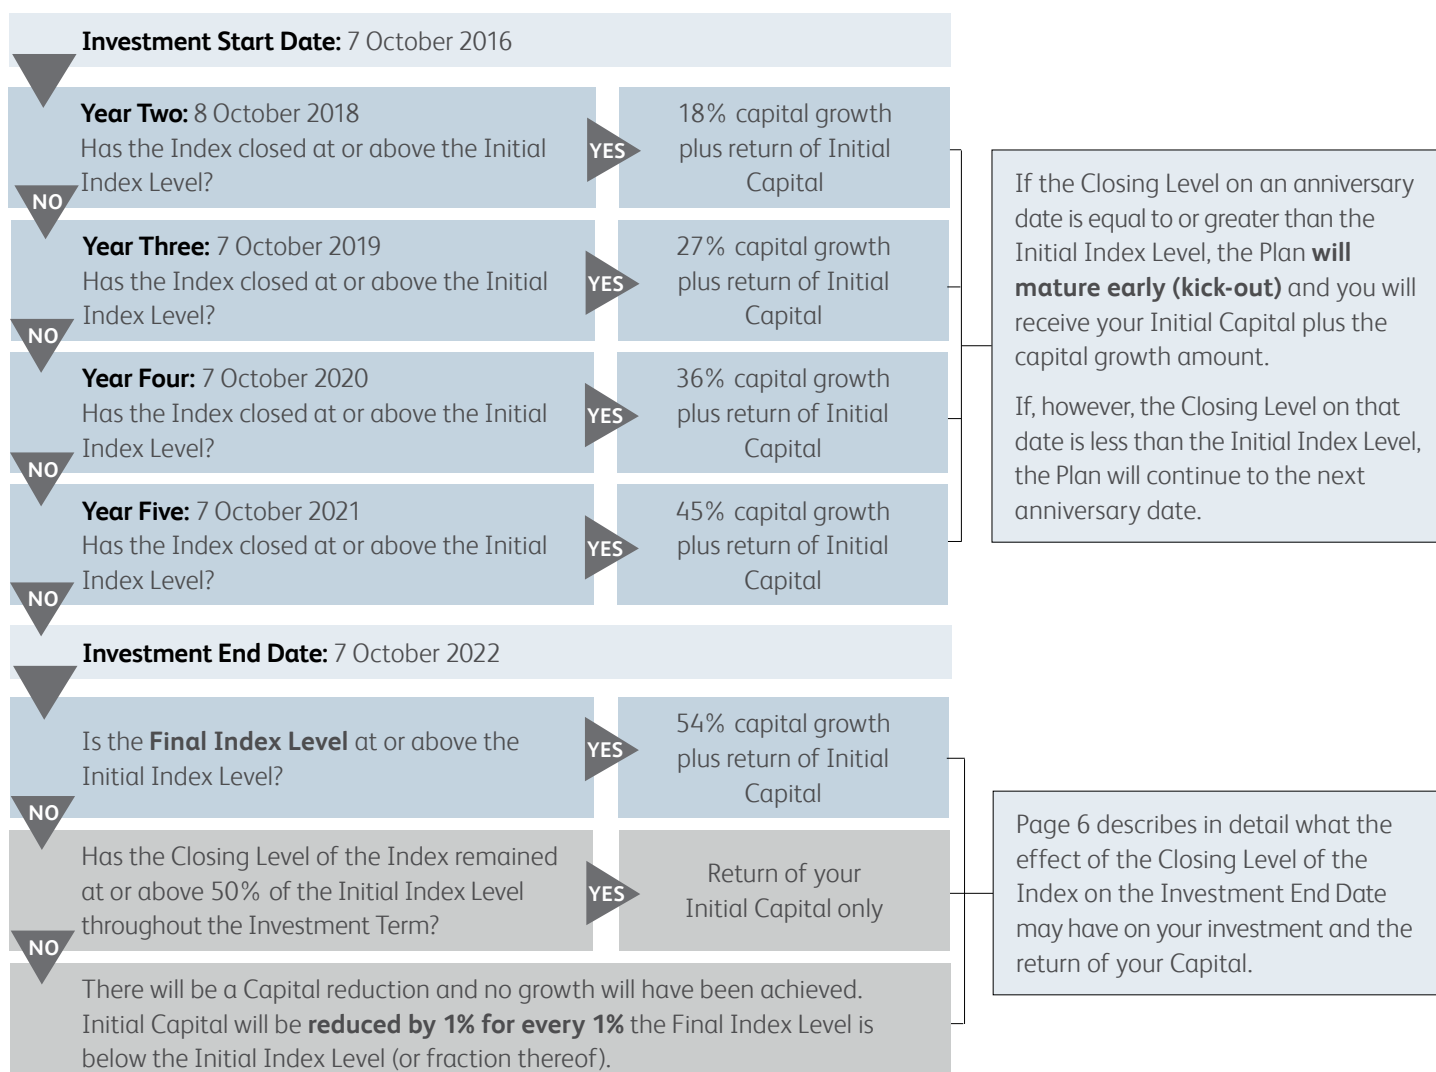 Investment Start Date: 7 October 2016
Year Two: 8 October 2018
Has the Index closed at or above the Initial
Index Level?
YES
18% capital growth
plus return of Initial
Capital
NO
Year Three: 7 October 2019
Has the Index closed at or above the Initial
Index Level?
YES
27% capital growth
plus return of Initial
Capital
NO
Year Four: 7 October 2020
Has the Index closed at or above the Initial
Index Level?
YES
36% capital growth
plus return of Initial
Capital
NO
Year Five: 7 October 2021
Has the Index closed at or above the Initial
Index Level?
YES
45% capital growth
plus return of Initial
Capital
NO
If the Closing Level on an anniversary
date is equal to or greater than the
Initial Index Level, the Plan will
mature early (kick-out) and you will
receive your Initial Capital plus the
capital growth amount.
If, however, the Closing Level on that
date is less than the Initial Index Level,
the Plan will continue to the next
anniversary date.
Investment End Date: 7 October 2022
Is the Final Index Level at or above the
Initial Index Level?
YES
54% capital growth
plus return of Initial
Capital
NO
Has the Closing Level of the Index remained
at or above 50% of the Initial Index Level
throughout the Investment Term?
YES
Return of your
Initial Capital only
NO
There will be a Capital reduction and no growth will have been achieved.
Initial Capital will be reduced by 1% for every 1% the Final Index Level is
below the Initial Index Level (or fraction thereof).
Page 6 describes in detail what the
effect of the Closing Level of the
Index on the Investment End Date
may have on your investment and the
return of your Capital.